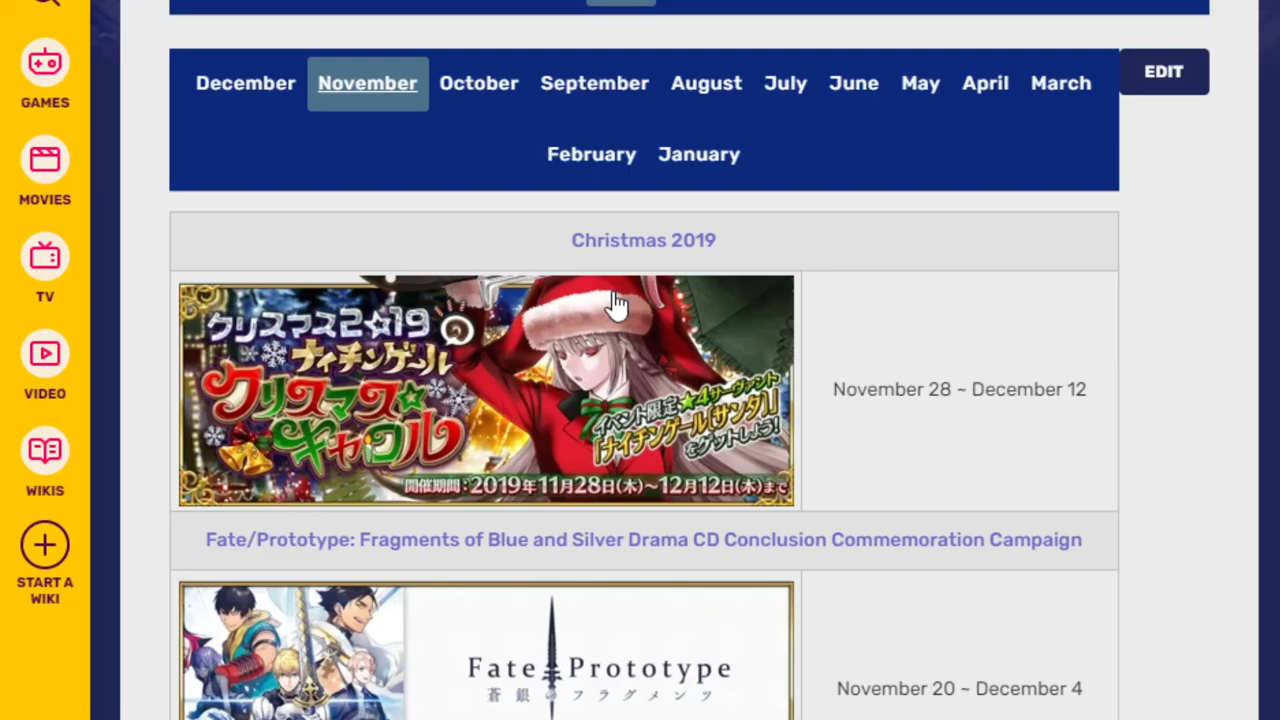 GAMES
MOVIES
TV
VIDEO
WIKIS
START A
WIKI
December November October September August July June May April March
February January
EDIT
Christmas 2019
クリスマス2☆19
ナイチンゲールの
クリスマス☆
キャロル
イベント限定★4サーヴァント
「ナイチンゲール〔サンタ〕」
をゲットしよう!
開催期間:2019年11月28日(木)~12月12日(木)まで
November 28 ~ December 12
Fate/Prototype: Fragments of Blue and Silver Drama CD Conclusion Commemoration Campaign
Fate Prototype
蒼銀のフラグメンツ
November 20 ~ December 4